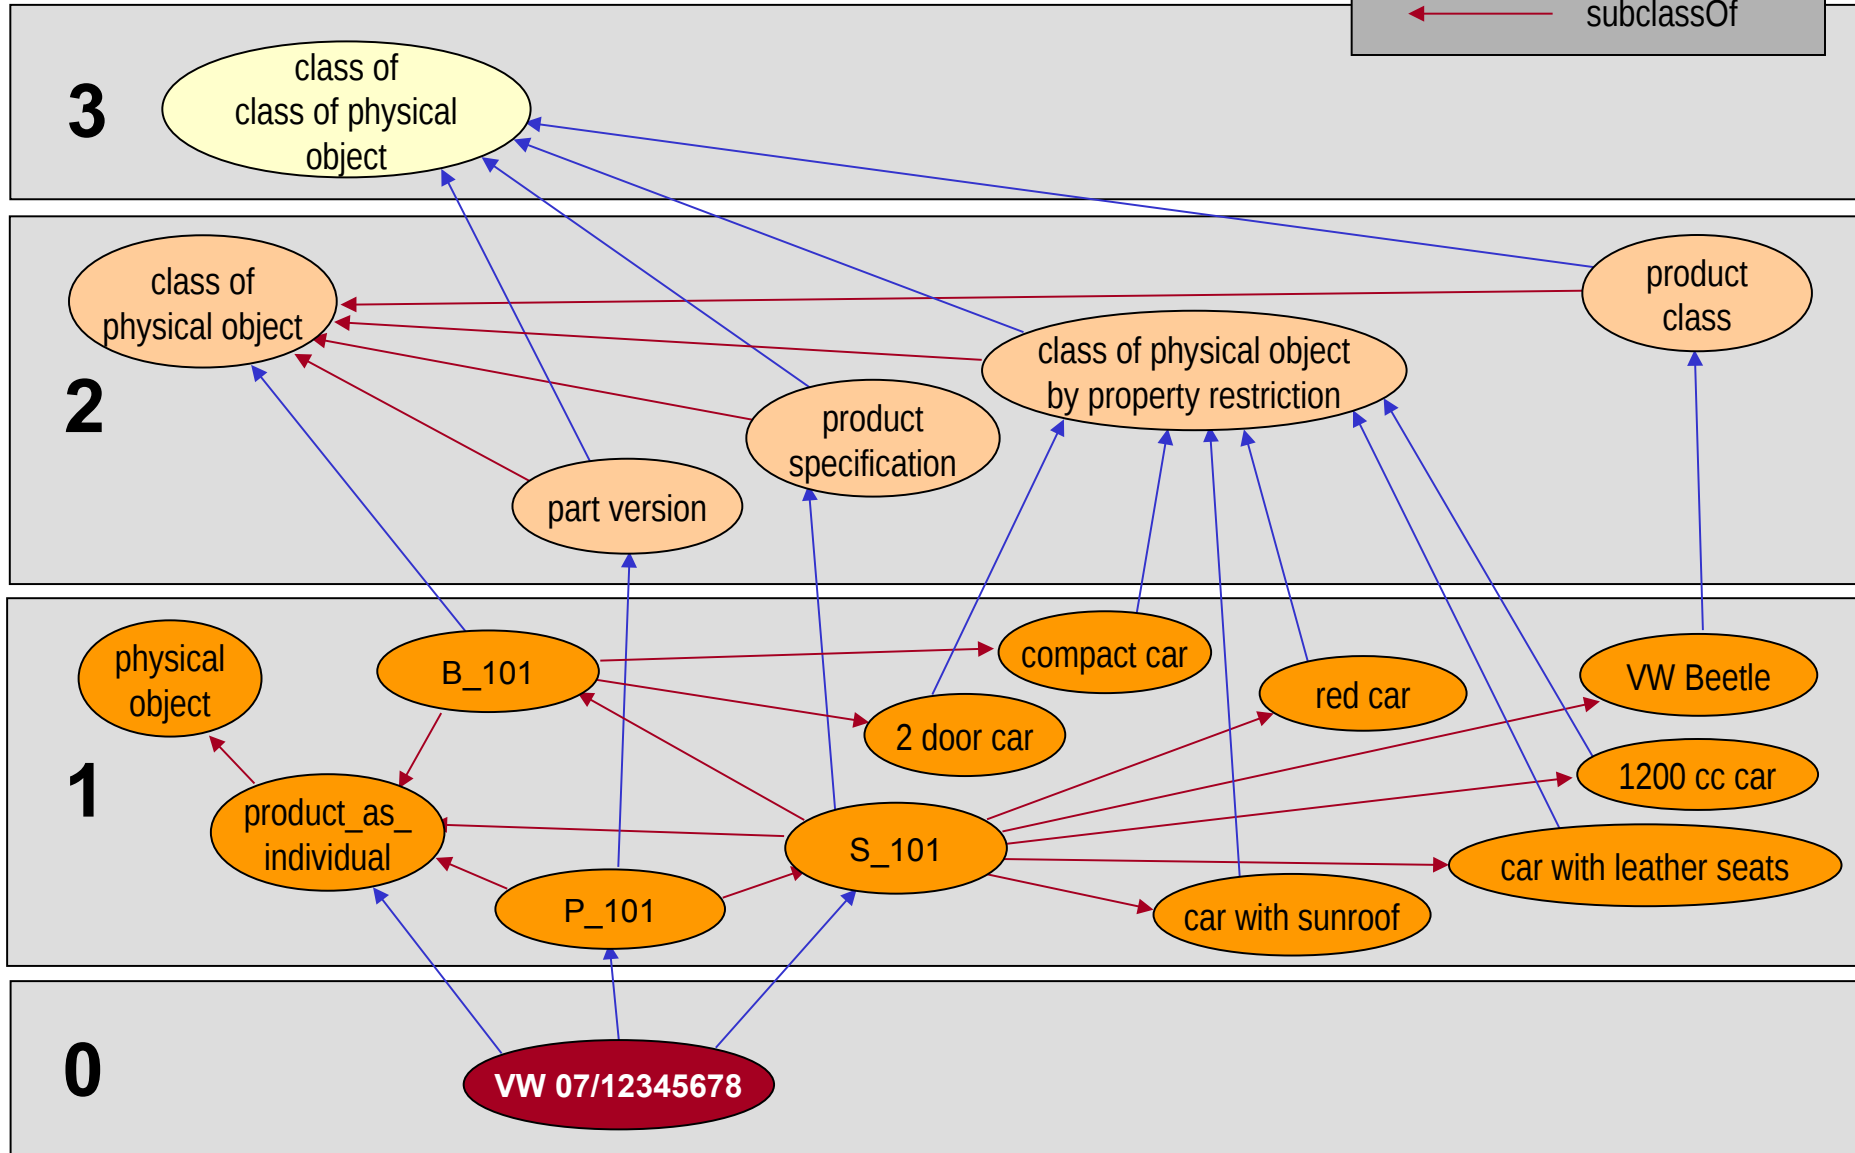 subclassOf
3
class of
class of physical
object
2
class of
physical object
product
class
class of physical object
by property restriction
product
specification
part version
1
physical
object
B_101
compact car
red car
VW Beetle
2 door car
1200 cc car
product_as_
individual
S_101
car with leather seats
P_101
car with sunroof
0
VW 07/12345678